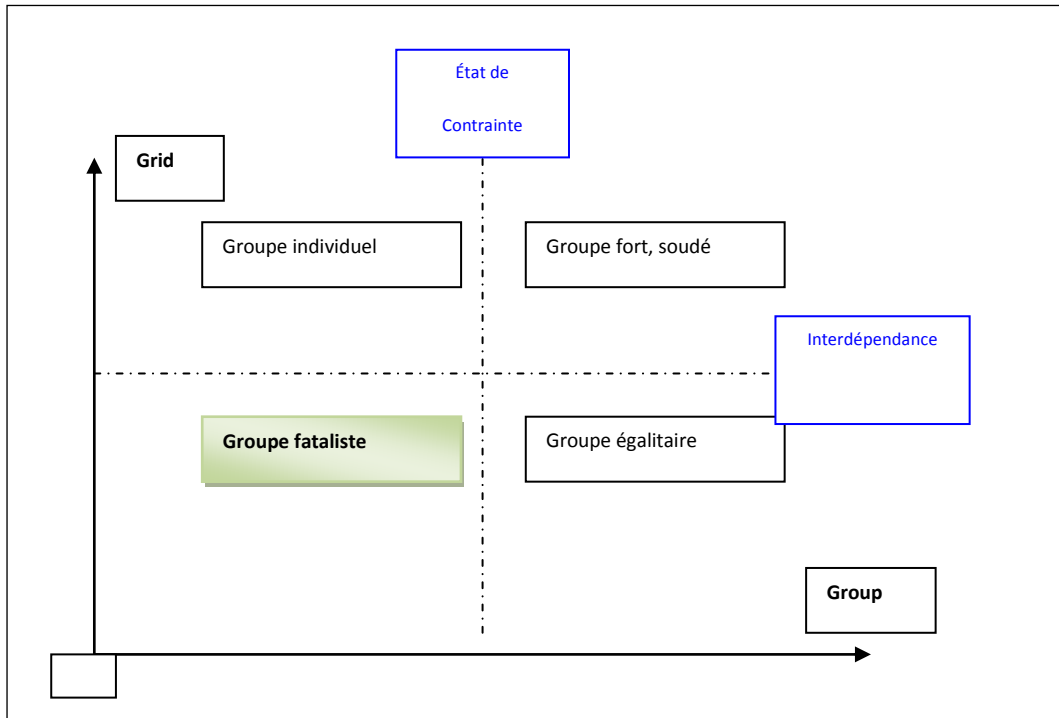 État de
Contrainte
Grid
Groupe individuel
Groupe fort, soudé
Interdépendance
Groupe fataliste
Groupe égalitaire
Group